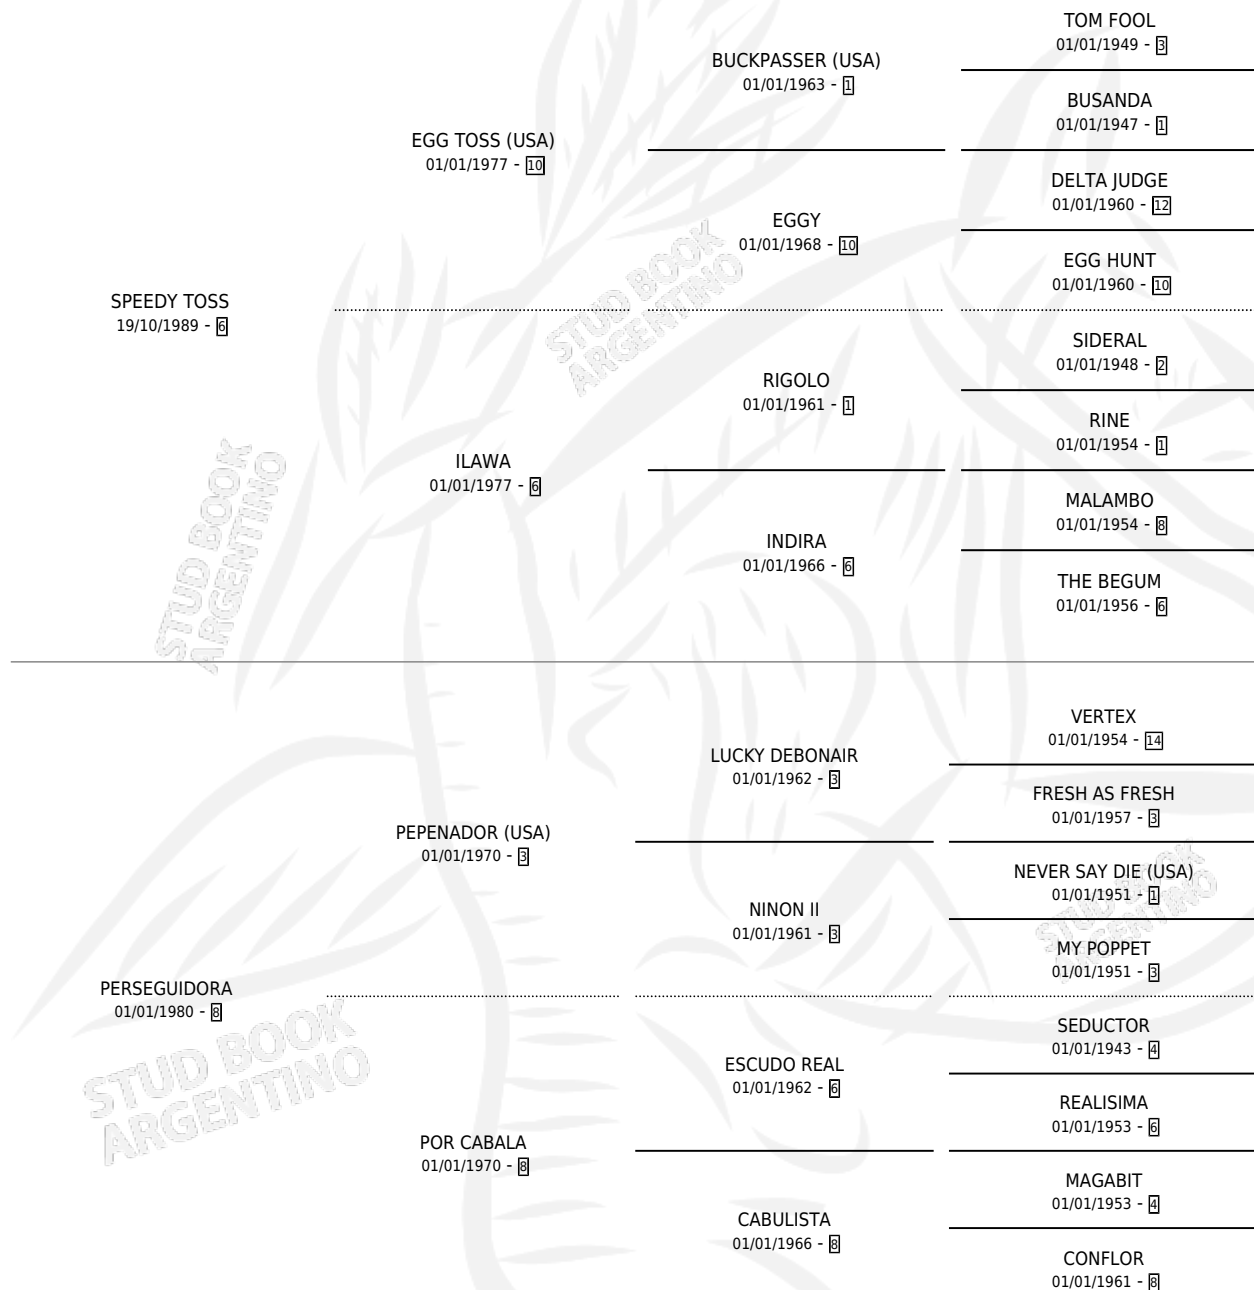 TOM FOOL
01/01/1949 - 3
BUCKPASSER (USA)
01/01/1963 - 1
BUSANDA
01/01/1947 - 1
EGG TOSS (USA)
01/01/1977 - 10
DELTA JUDGE
01/01/1960 - 12
EGGY
01/01/1968 - 10
EGG HUNT
01/01/1960 - 10
SPEEDY TOSS
19/10/1989 - 6
SIDERAL
01/01/1948 - 2
RIGOLO
01/01/1961 - 1
RINE
01/01/1954 - 1
ILAWA
01/01/1977 - 6
MALAMBO
01/01/1954 - 8
INDIRA
01/01/1966 - 6
THE BEGUM
01/01/1956 - 6
VERTEX
01/01/1954 - 14
LUCKY DEBONAIR
01/01/1962 - 3
FRESH AS FRESH
01/01/1957 - 3
PEPENADOR (USA)
01/01/1970 - 3
NEVER SAY DIE (USA)
01/01/1951 - 1
NINON II
01/01/1961 - 3
MY POPPET
01/01/1951 - 3
PERSEGUIDORA
01/01/1980 - 8
SEDUCTOR
01/01/1943 - 4
ESCUDO REAL
01/01/1962 - 6
REALISIMA
01/01/1953 - 6
POR CABALA
01/01/1970 - 8
MAGABIT
01/01/1953 - 4
CABULISTA
01/01/1966 - 8
CONFLOR
01/01/1961 - 8
STUD BOOK
ARGENTINO
STUD BOOK
ARGENTINO
STUD BOOK
ARGENTINO
STUD BOOK
ARGENTINO